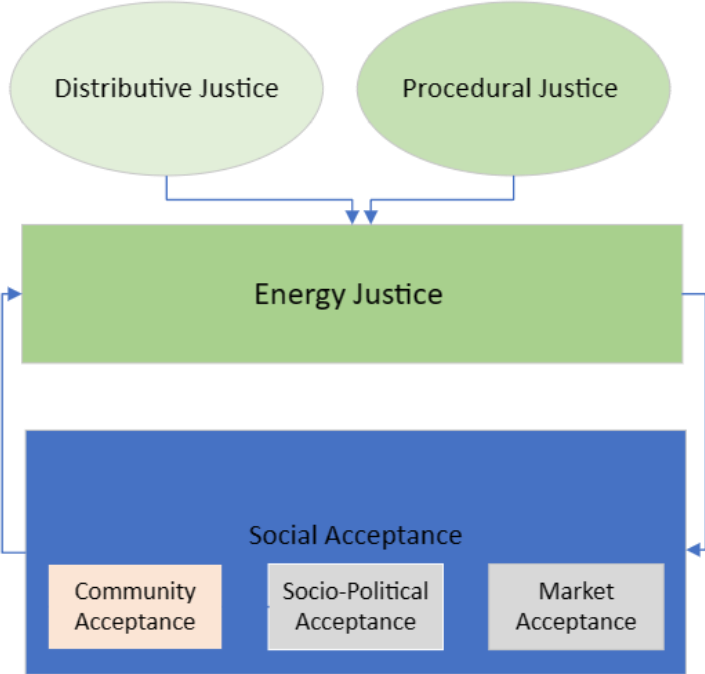 Distributive Justice
Procedural Justice
Energy Justice
Social Acceptance
Community
Acceptance
Socio-Political
Acceptance
Market
Acceptance